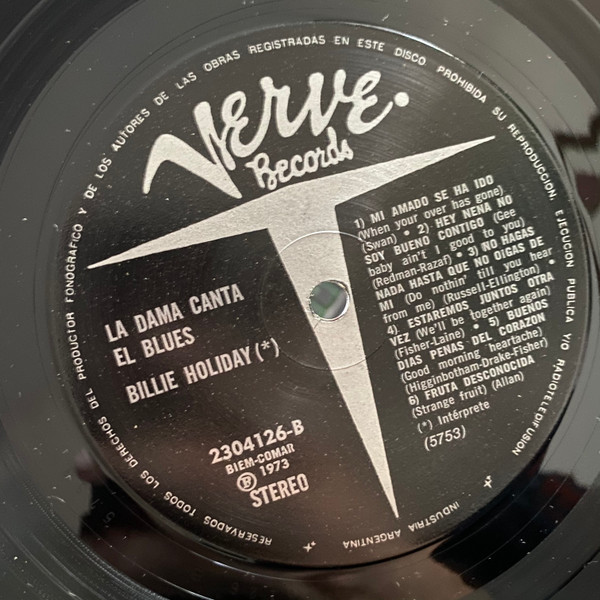 RESERVADOS TODOS LOS DERECHOS DEL PRODUCTOR FONOGRAFICO Y DE LOS AUTORES DE LAS OBRAS REGISTRADAS EN ESTE DISCO PROHIBIDA SU REPRODUCCION, EJECUCION PUBLICA Y/O RADIOTELEDIFUSION
Verve
Records
LA DAMA CANTA
EL BLUES
BILLIE HOLIDAY (*)
2304126-B
BIEM-COMAR
Ⓟ 1973
STEREO
1) MI AMADO SE HA IDO
(When your over has gone)
(Swan) • 2) HEY NENA NO
SOY BUENO CONTIGO (Gee
baby ain't I good to you)
(Redman-Razaf) • 3) NO HAGAS
NADA HASTA QUE NO OIGAS DE
MI (Do nothin' till you hear
from me) (Russell-Ellington) •
4) ESTAREMOS JUNTOS OTRA
VEZ (We'll be together again)
(Fisher-Laine) • 5) BUENOS
DIAS PENAS DEL CORAZON
(Good morning heartache)
(Higginbotham-Drake-Fisher)
6) FRUTA DESCONOCIDA
(Strange fruit) (Allan)
(*) Intérprete
(5753)
INDUSTRIA ARGENTINA